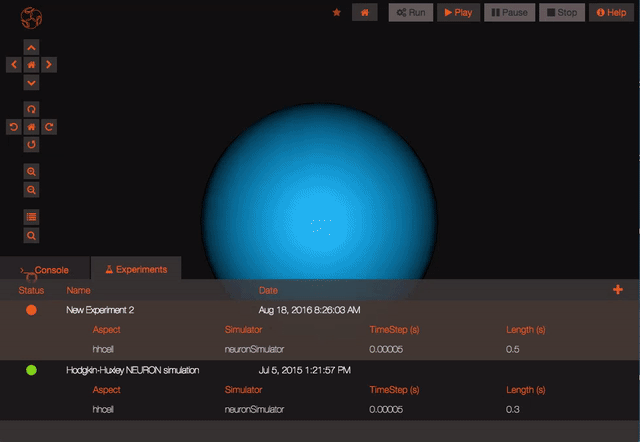 Run Play Pause Stop Help
Console Experiments
Status Name Date
New Experiment 2 Aug 18, 2016 8:26:03 AM
Aspect Simulator TimeStep (s) Length (s)
hhcell neuronSimulator 0.00005 0.5
Hodgkin-Huxley NEURON simulation Jul 5, 2015 1:21:57 PM
Aspect Simulator TimeStep (s) Length (s)
hhcell neuronSimulator 0.00005 0.3